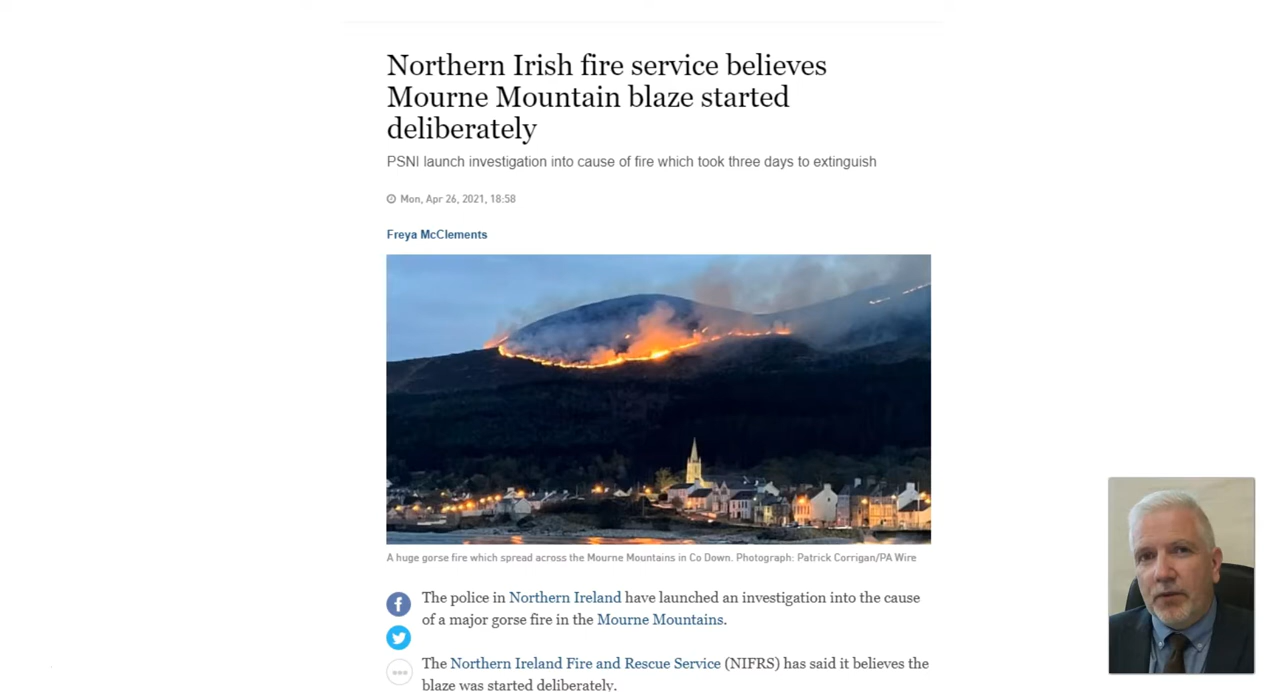 Northern Irish fire service believes
Mourne Mountain blaze started
deliberately
PSNI launch investigation into cause of fire which took three days to extinguish
Mon, Apr 26, 2021, 18:58
Freya McClements
A huge gorse fire which spread across the Mourne Mountains in Co Down. Photograph: Patrick Corrigan/PA Wire
The police in Northern Ireland have launched an investigation into the cause
of a major gorse fire in the Mourne Mountains.
The Northern Ireland Fire and Rescue Service (NIFRS) has said it believes the
blaze was started deliberately.